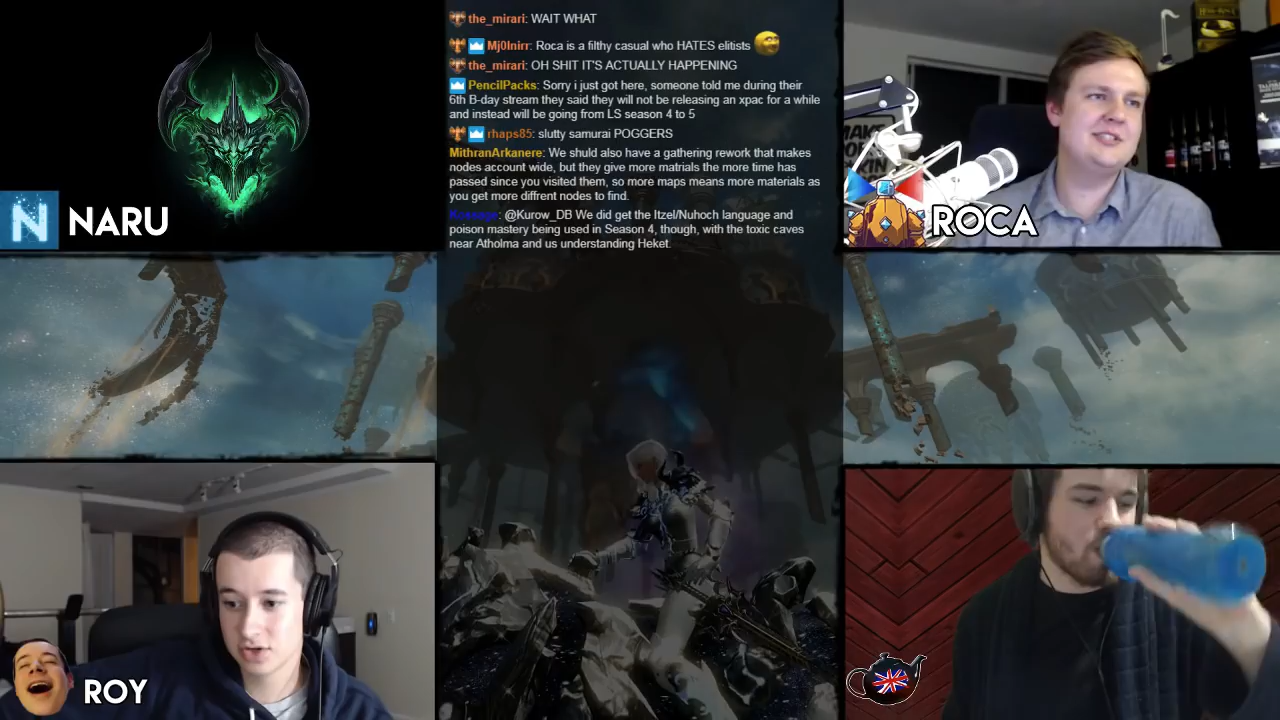 the_mirari: WAIT WHAT
Mj0lnirr: Roca is a filthy casual who HATES elitists
the_mirari: OH SHIT IT'S ACTUALLY HAPPENING
PencilPacks: Sorry i just got here, someone told me during their
6th B-day stream they said they will not be releasing an xpac for a while
and instead will be going from LS season 4 to 5
rhaps85: slutty samurai POGGERS
MithranArkanere: We shuld also have a gathering rework that makes
nodes account wide, but they give more matrials the more time has
passed since you visited them, so more maps means more materials as
you get more diffrent nodes to find.
@Kurow_DB We did get the Itzel/Nuhoch language and
poison mastery being used in Season 4, though, with the toxic caves
near Atholma and us understanding Heket.
N NARU
MAKE
ROCA
ROY